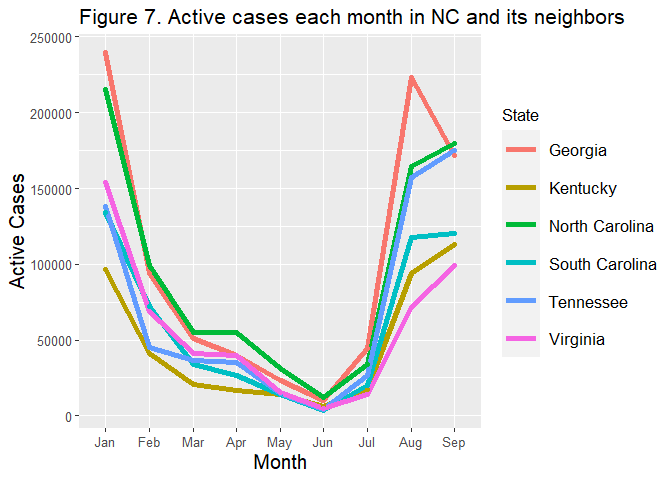 Figure 7. Active cases each month in NC and its neighbors
250000
200000
150000
100000
50000
0
Active Cases
Jan Feb Mar Apr May Jun Jul Aug Sep
Month
State
Georgia
Kentucky
North Carolina
South Carolina
Tennessee
Virginia